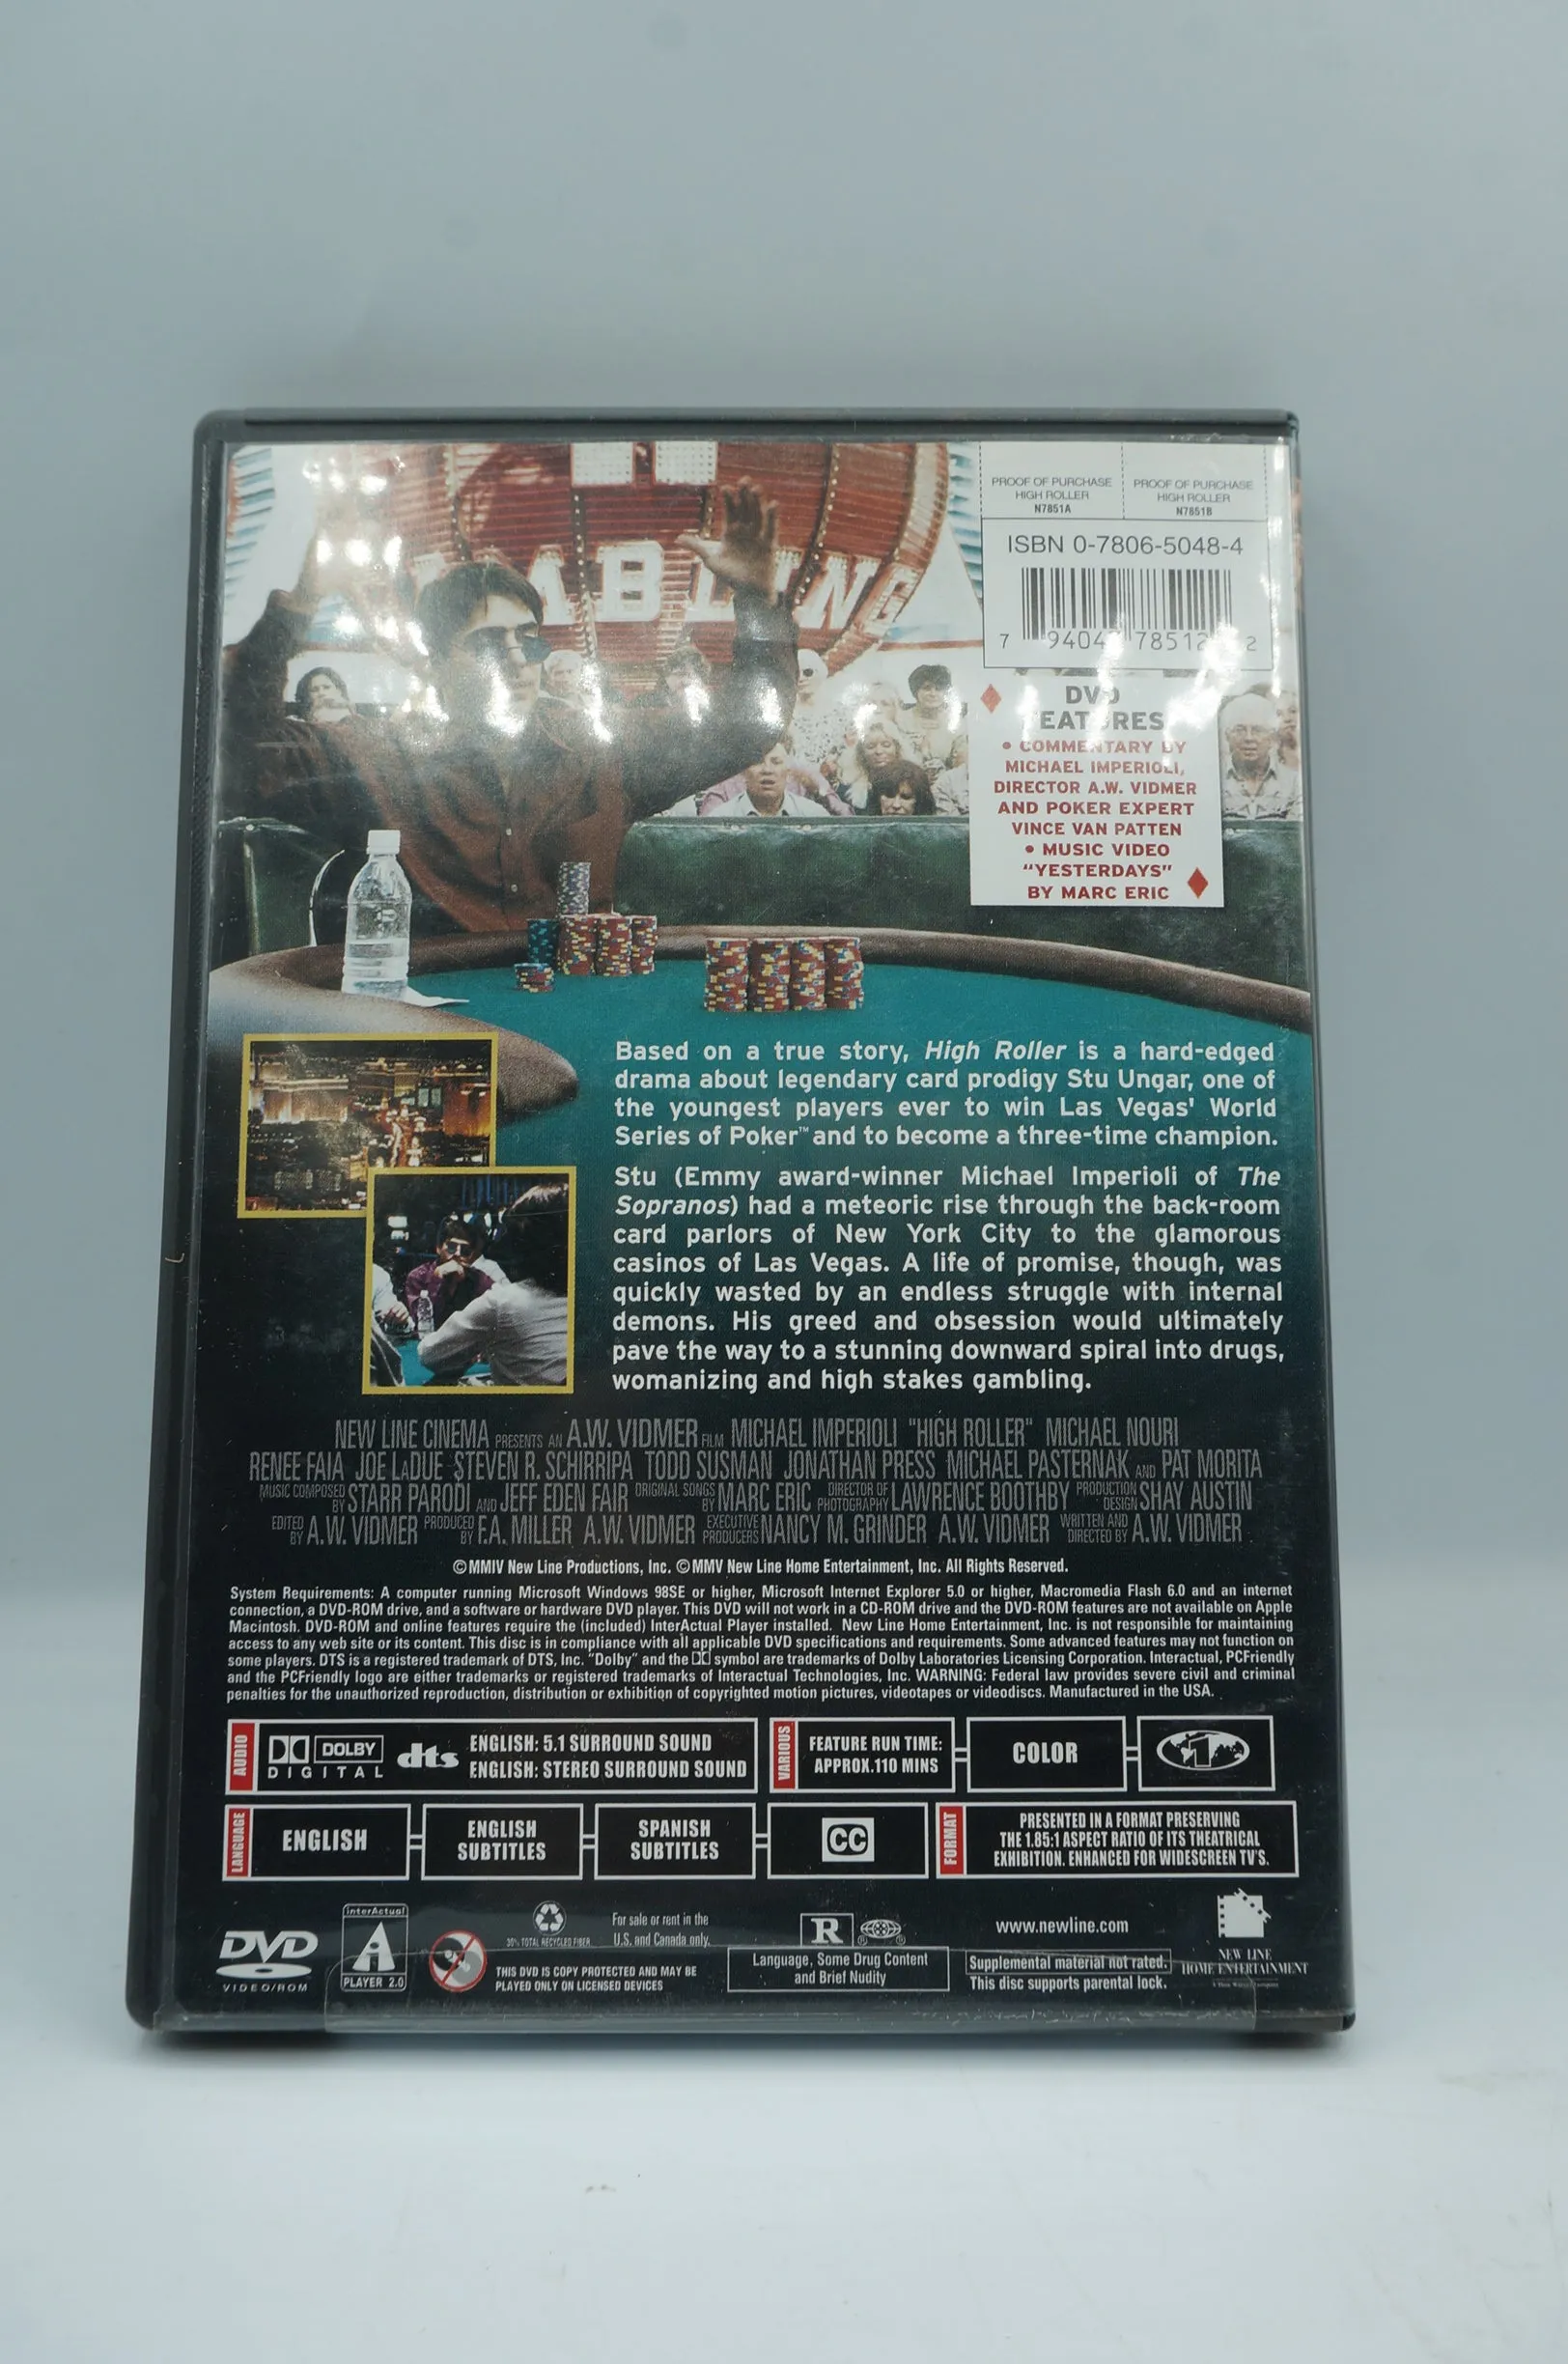 PROOF OF PURCHASE
HIGH ROLLER
N7851A
PROOF OF PURCHASE
HIGH ROLLER
N7851B
ISBN 0-7806-5048-4
7 9404 7851 2
ABLING
DVD
FEATURES
• COMMENTARY BY
MICHAEL IMPERIOLI,
DIRECTOR A.W. VIDMER
AND POKER EXPERT
VINCE VAN PATTEN
• MUSIC VIDEO
“YESTERDAYS”
BY MARC ERIC
Based on a true story, High Roller is a hard-edged
drama about legendary card prodigy Stu Ungar, one of
the youngest players ever to win Las Vegas' World
Series of Poker™ and to become a three-time champion.
Stu (Emmy award-winner Michael Imperioli of The
Sopranos) had a meteoric rise through the back-room
card parlors of New York City to the glamorous
casinos of Las Vegas. A life of promise, though, was
quickly wasted by an endless struggle with internal
demons. His greed and obsession would ultimately
pave the way to a stunning downward spiral into drugs,
womanizing and high stakes gambling.
NEW LINE CINEMA PRESENTS AN A.W. VIDMER FILM MICHAEL IMPERIOLI "HIGH ROLLER" MICHAEL NOURI
RENEE FAIA JOE LADUE STEVEN R. SCHIRRIPA TODD SUSMAN JONATHAN PRESS MICHAEL PASTERNAK AND PAT MORITA
MUSIC COMPOSED BY STARR PARODI AND JEFF EDEN FAIR ORIGINAL SONGS BY MARC ERIC DIRECTOR OF PHOTOGRAPHY LAWRENCE BOOTHBY PRODUCTION DESIGN SHAY AUSTIN
EDITED BY A.W. VIDMER PRODUCED BY F.A. MILLER A.W. VIDMER EXECUTIVE PRODUCERS NANCY M. GRINDER A.W. VIDMER WRITTEN AND DIRECTED BY A.W. VIDMER
©MMIV New Line Productions, Inc. ©MMV New Line Home Entertainment, Inc. All Rights Reserved.
System Requirements: A computer running Microsoft Windows 98SE or higher, Microsoft Internet Explorer 5.0 or higher, Macromedia Flash 6.0 and an internet
connection, a DVD-ROM drive, and a software or hardware DVD player. This DVD will not work in a CD-ROM drive and the DVD-ROM features are not available on Apple
Macintosh. DVD-ROM and online features require the (included) InterActual Player installed. New Line Home Entertainment, Inc. is not responsible for maintaining
access to any web site or its content. This disc is in compliance with all applicable DVD specifications and requirements. Some advanced features may not function on
some players. DTS is a registered trademark of DTS, Inc. "Dolby" and the symbol are trademarks of Dolby Laboratories Licensing Corporation. Interactual, PCFriendly
and the PCFriendly logo are either trademarks or registered trademarks of Interactual Technologies, Inc. WARNING: Federal law provides severe civil and criminal
penalties for the unauthorized reproduction, distribution or exhibition of copyrighted motion pictures, videotapes or videodiscs. Manufactured in the USA.
AUDIO
DOLBY
DIGITAL
dts
ENGLISH: 5.1 SURROUND SOUND
ENGLISH: STEREO SURROUND SOUND
VARIOUS
FEATURE RUN TIME:
APPROX.110 MINS
COLOR
1
LANGUAGE
ENGLISH
ENGLISH
SUBTITLES
SPANISH
SUBTITLES
CC
FORMAT
PRESENTED IN A FORMAT PRESERVING
THE 1.85:1 ASPECT RATIO OF ITS THEATRICAL
EXHIBITION. ENHANCED FOR WIDESCREEN TV'S.
DVD
VIDEO/ROM
interActual
PLAYER 2.0
TOTAL RECYCLED FIBER
For sale or rent in the
U.S. and Canada only.
THIS DVD IS COPY PROTECTED AND MAY BE
PLAYED ONLY ON LICENSED DEVICES
R
Language, Some Drug Content
and Brief Nudity
www.newline.com
Supplemental material not rated.
This disc supports parental lock.
NEW LINE
HOME ENTERTAINMENT